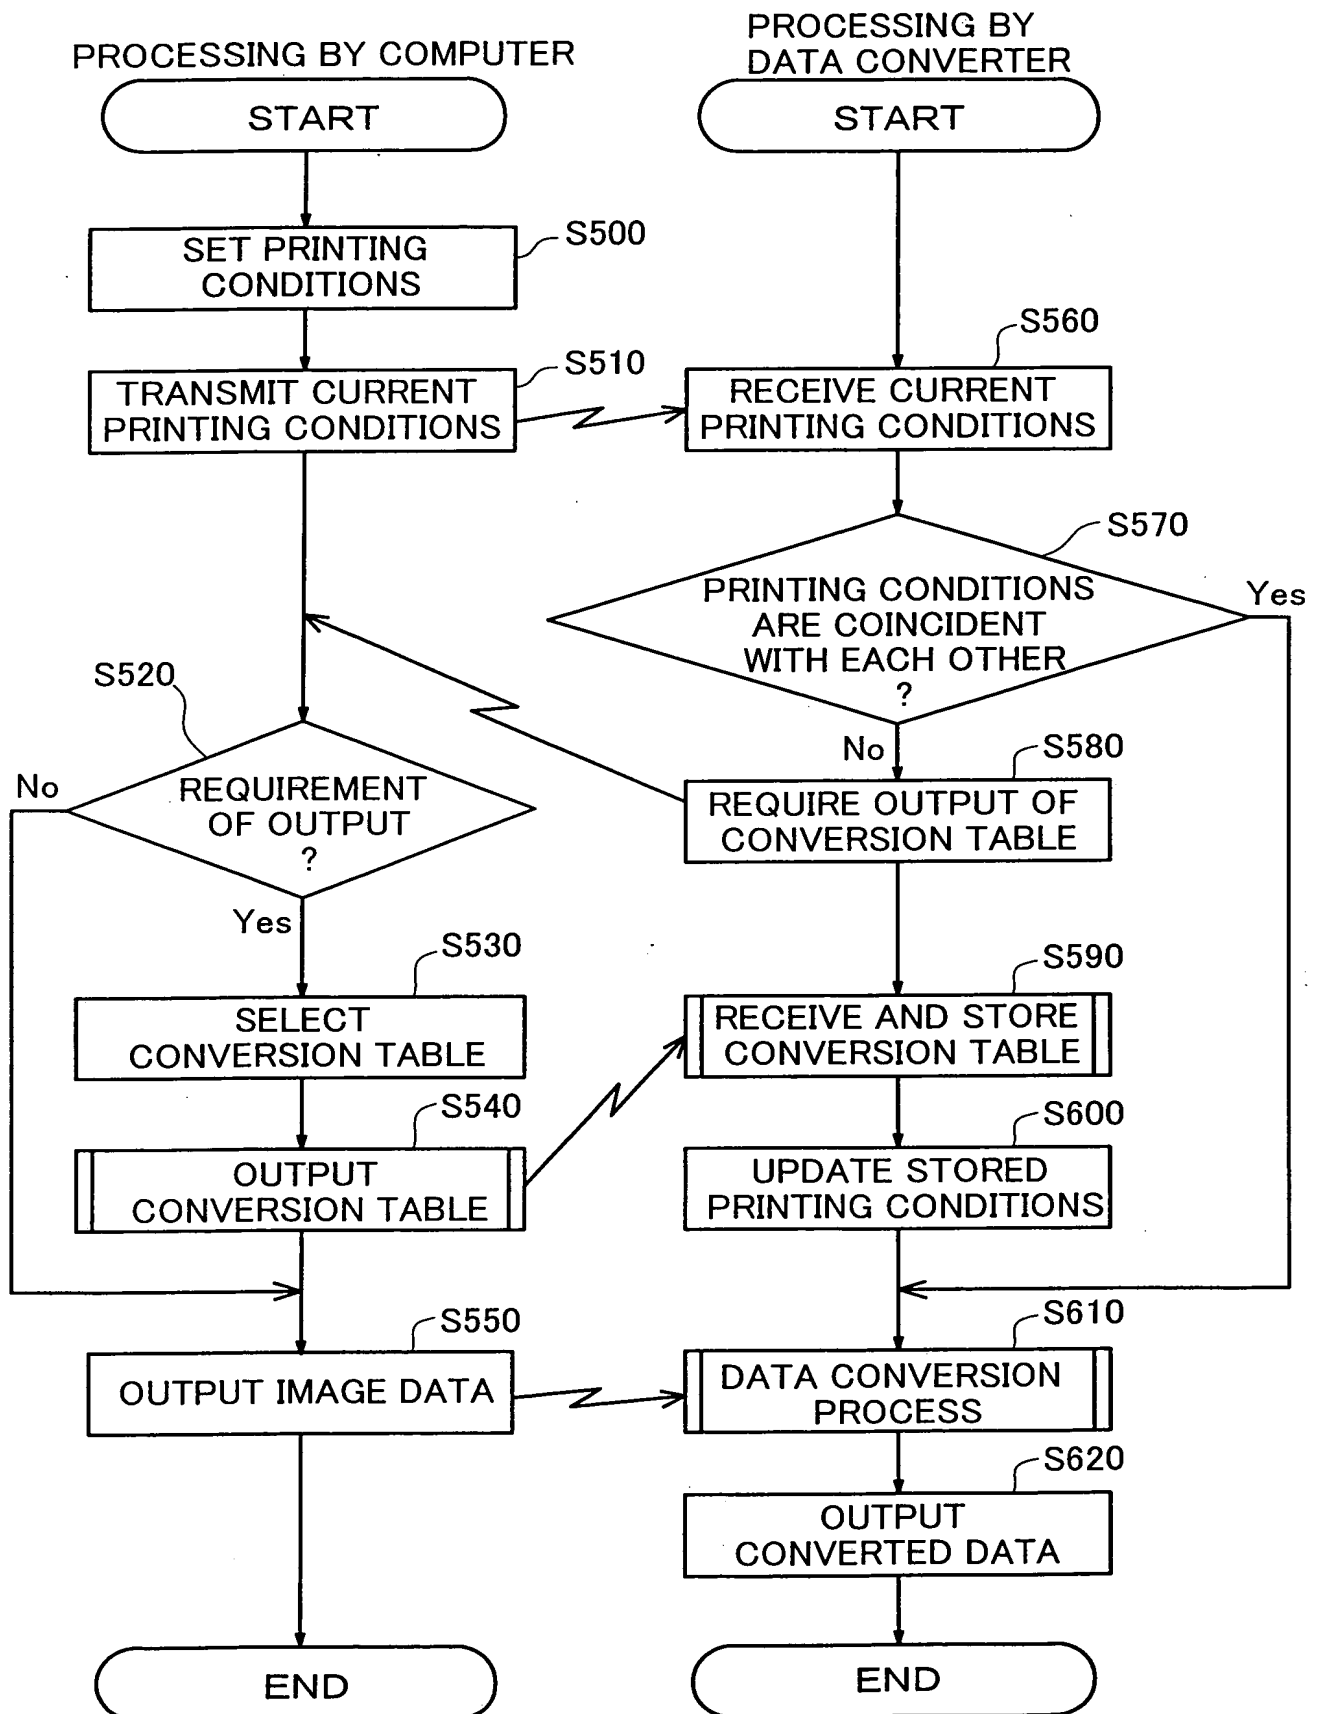 PROCESSING BY COMPUTER
START
SET PRINTING
CONDITIONS
S500
TRANSMIT CURRENT
PRINTING CONDITIONS
S510
S520
REQUIREMENT
OF OUTPUT
?
No
Yes
S530
SELECT
CONVERSION TABLE
S540
OUTPUT
CONVERSION TABLE
S550
OUTPUT IMAGE DATA
END
PROCESSING BY
DATA CONVERTER
START
S560
RECEIVE CURRENT
PRINTING CONDITIONS
S570
PRINTING CONDITIONS
ARE COINCIDENT
WITH EACH OTHER
?
Yes
No
S580
REQUIRE OUTPUT OF
CONVERSION TABLE
S590
RECEIVE AND STORE
CONVERSION TABLE
S600
UPDATE STORED
PRINTING CONDITIONS
S610
DATA CONVERSION
PROCESS
S620
OUTPUT
CONVERTED DATA
END